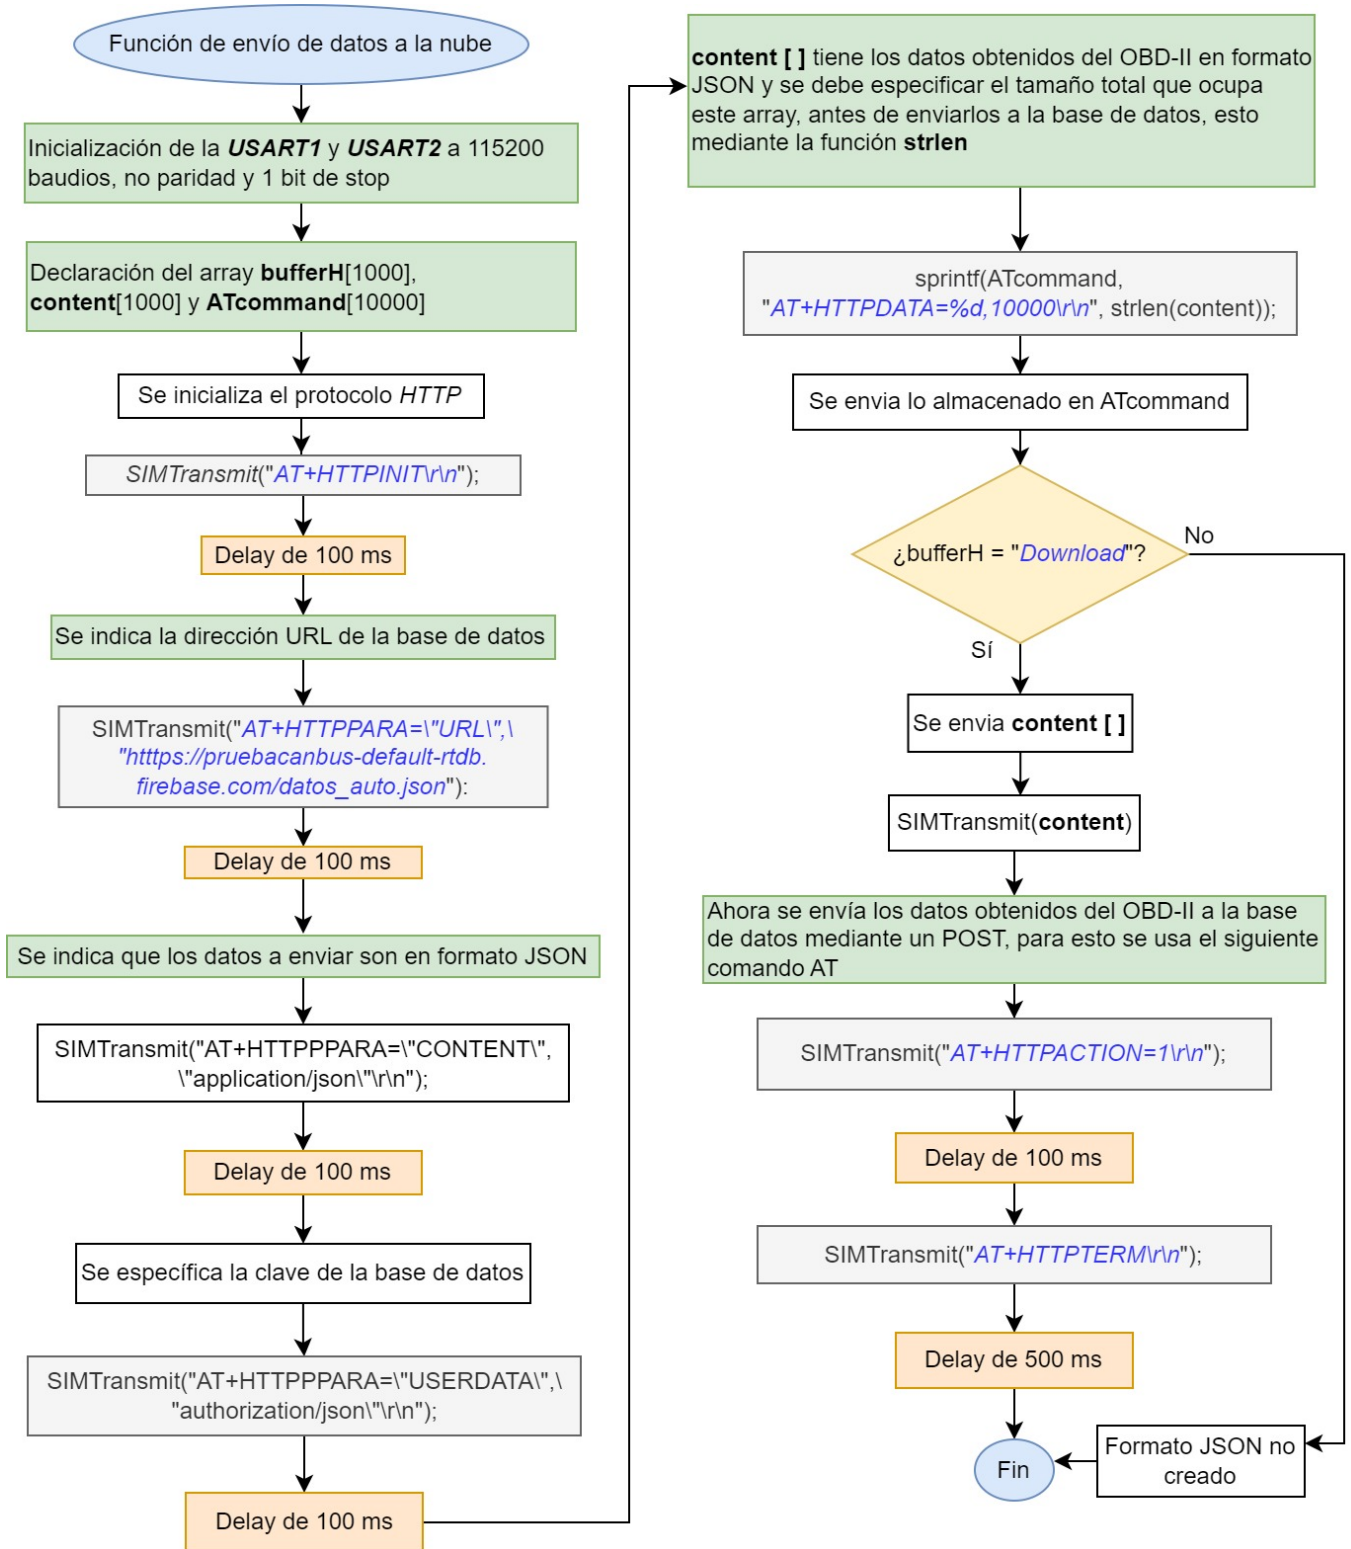 Función de envío de datos a la nube
Inicialización de la USART1 y USART2 a 115200
baudios, no paridad y 1 bit de stop
Declaración del array bufferH[1000],
content[1000] y ATcommand[10000]
Se inicializa el protocolo HTTP
SIMTransmit("AT+HTTPINIT\r\n");
Delay de 100 ms
Se indica la dirección URL de la base de datos
SIMTransmit("AT+HTTPPARA=\"URL\",\
"htttps://pruebacanbus-default-rtdb.
firebase.com/datos_auto.json"):
Delay de 100 ms
Se indica que los datos a enviar son en formato JSON
SIMTransmit("AT+HTTPPPARA=\"CONTENT\",
\"application/json\"\r\n");
Delay de 100 ms
Se específica la clave de la base de datos
SIMTransmit("AT+HTTPPPARA=\"USERDATA\",\
"authorization/json\"\r\n");
Delay de 100 ms
content [ ] tiene los datos obtenidos del OBD-II en formato
JSON y se debe especificar el tamaño total que ocupa
este array, antes de enviarlos a la base de datos, esto
mediante la función strlen
sprintf(ATcommand,
"AT+HTTPDATA=%d,10000\r\n", strlen(content));
Se envia lo almacenado en ATcommand
¿bufferH = "Download"?
No
Sí
Se envia content [ ]
SIMTransmit(content)
Ahora se envía los datos obtenidos del OBD-II a la base
de datos mediante un POST, para esto se usa el siguiente
comando AT
SIMTransmit("AT+HTTPACTION=1\r\n");
Delay de 100 ms
SIMTransmit("AT+HTTPTERM\r\n");
Delay de 500 ms
Fin
Formato JSON no
creado